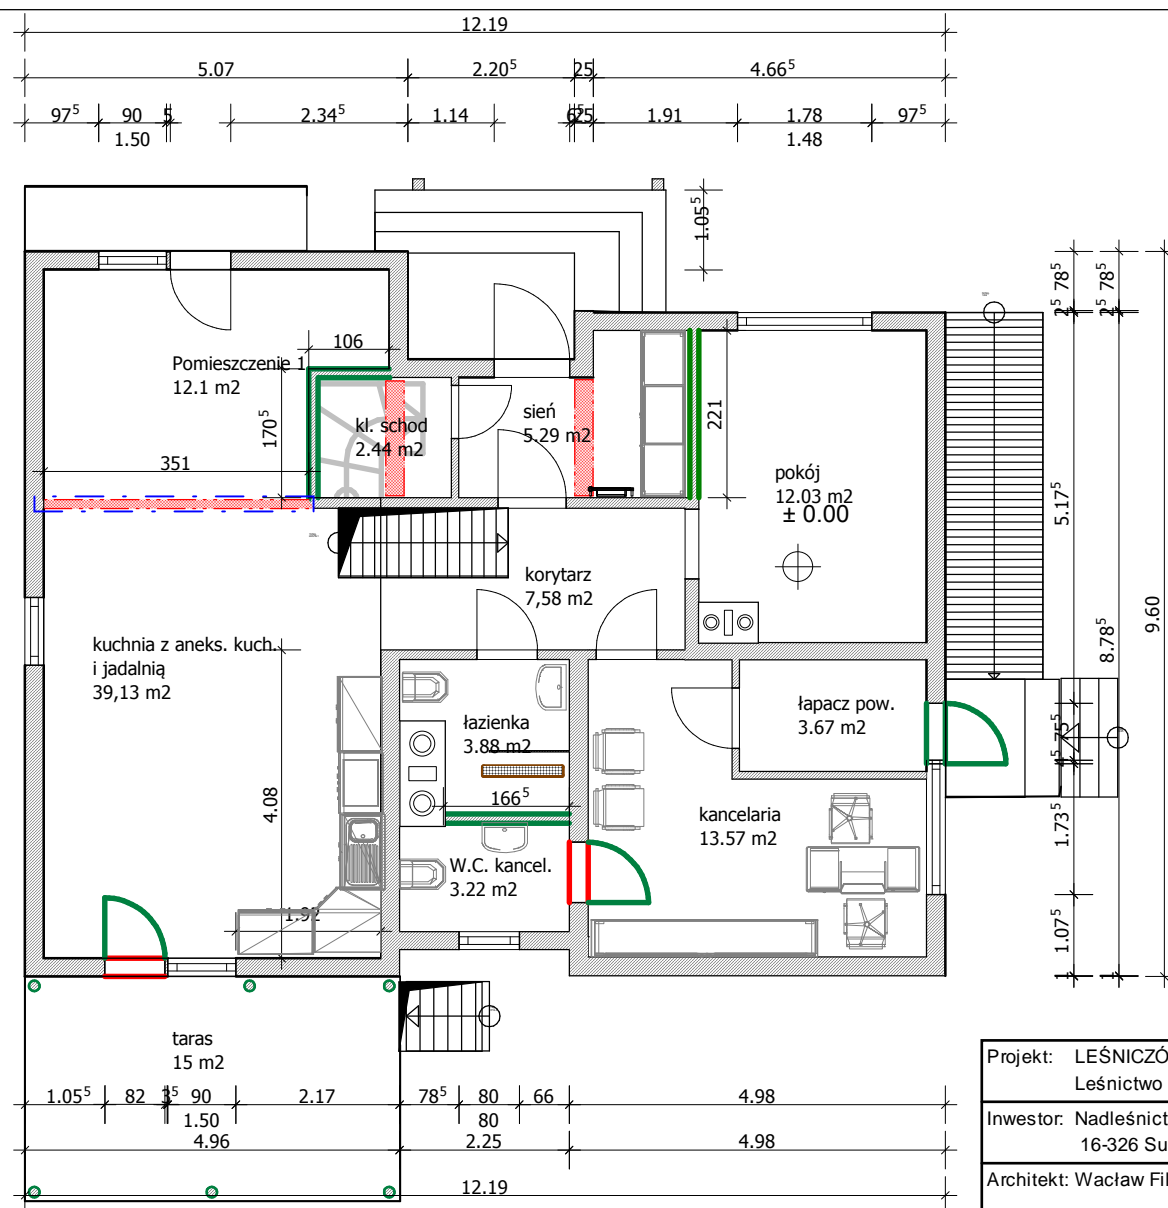 12.19
5.07 2.20⁵ 25 4.66⁵
97⁵ 90 5 2.34⁵ 1.14 25 1.91 1.78 97⁵
1.50 1.48
1.05⁵
2⁵ 78⁵
2⁵ 78⁵
106
Pomieszczenie 1
12.1 m2
170⁵
351
kl. schod
2.44 m2
sień
5.29 m2
221
pokój
12.03 m2
± 0.00
5.17⁵
8.78⁵
9.60
korytarz
7,58 m2
kuchnia z aneks. kuch.
i jadalnią
39,13 m2
4.08
1.92
łazienka
3.88 m2
166⁵
W.C. kancel.
3.22 m2
łapacz pow.
3.67 m2
kancelaria
13.57 m2
1.73⁵
1.07⁵
taras
15 m2
1.05⁵ 82 3⁵ 90 2.17 78⁵ 80 66 4.98
1.50 80
4.96 2.25 4.98
12.19
Projekt: LEŚNICZÓ
Leśnictwo
Inwestor: Nadleśnict
16-326 Su
Architekt: Wacław Fil